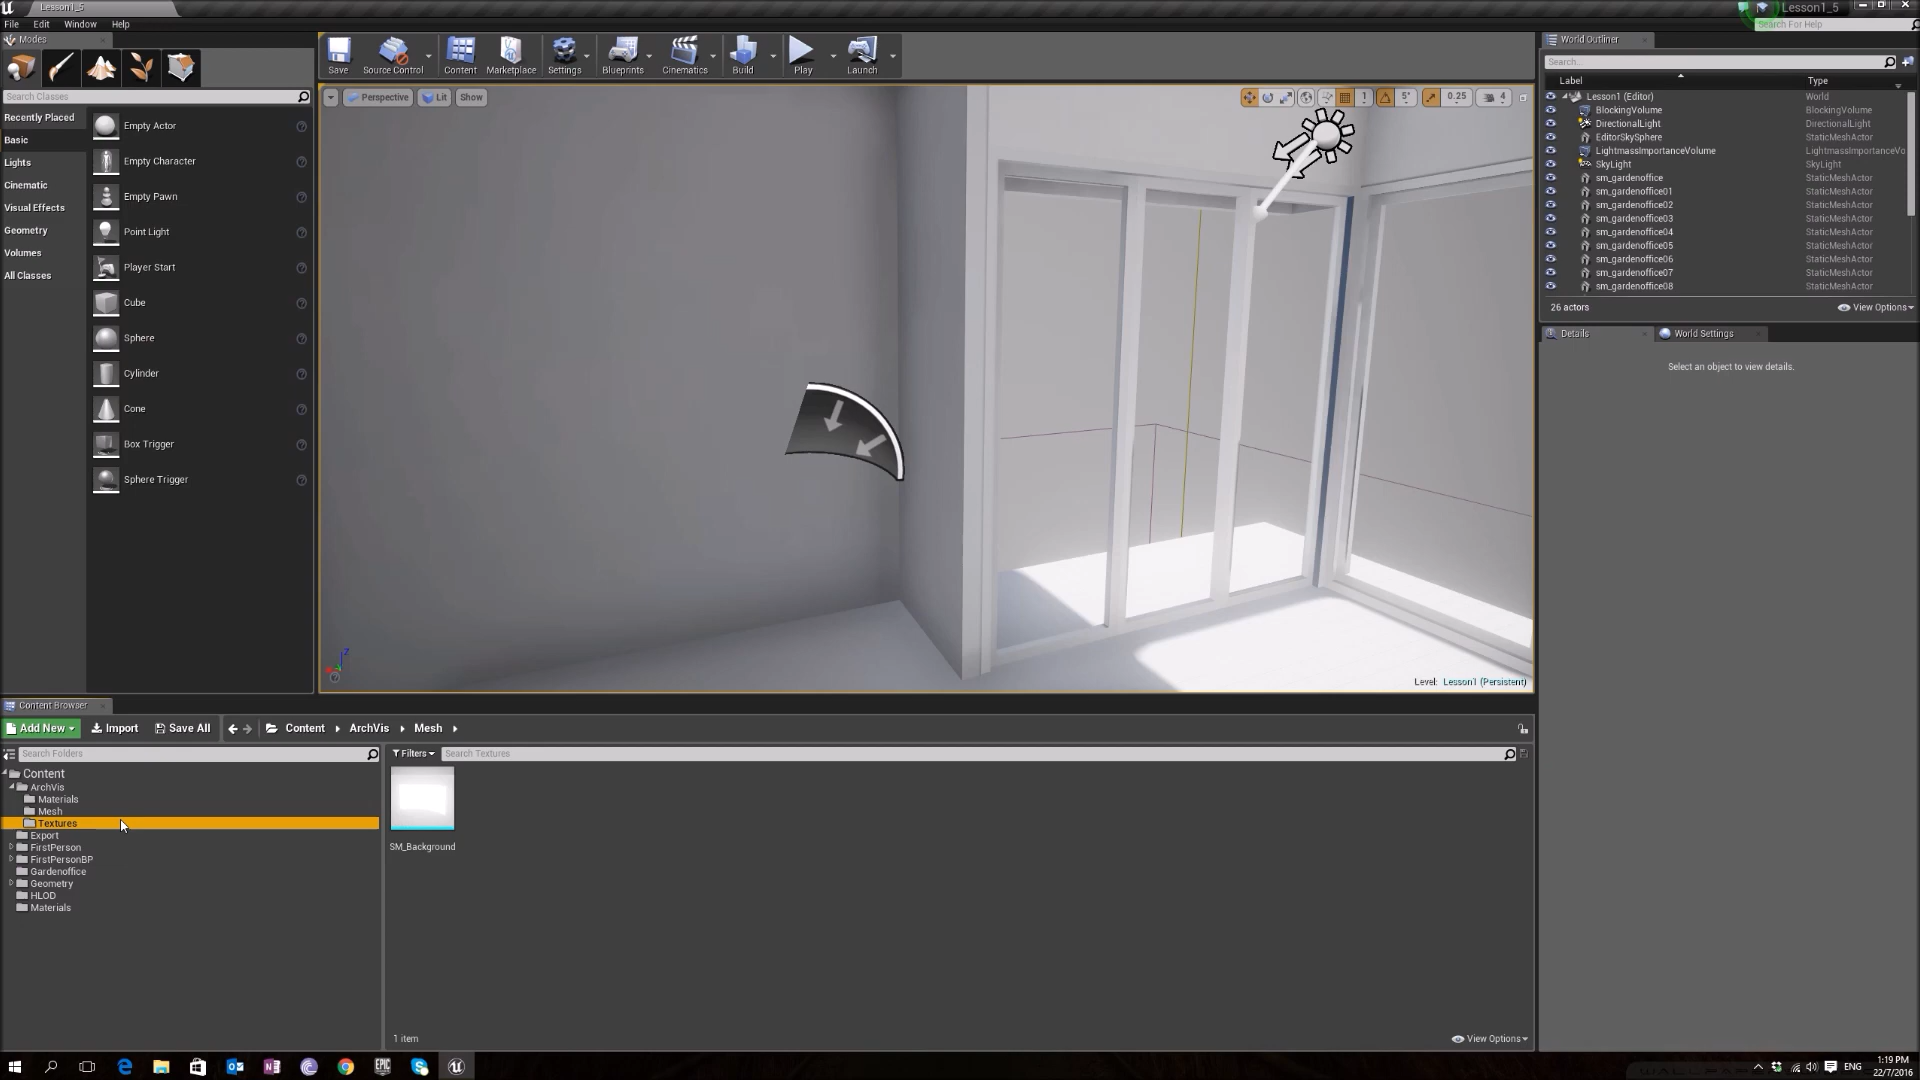 Lesson1_5
Lesson1_5
File Edit Window Help
Search For Help
Modes
Search Classes
Recently Placed
Basic
Lights
Cinematic
Visual Effects
Geometry
Volumes
All Classes
Empty Actor
Empty Character
Empty Pawn
Point Light
Player Start
Cube
Sphere
Cylinder
Cone
Box Trigger
Sphere Trigger
Save Source Control Content Marketplace Settings Blueprints Cinematics Build Play Launch
Perspective Lit Show
1 5° 0.25 4
Z
Level: Lesson1 (Persistent)
World Outliner
Search...
Label Type
Lesson1 (Editor) World
BlockingVolume BlockingVolume
DirectionalLight DirectionalLight
EditorSkySphere StaticMeshActor
LightmassImportanceVolume LightmassImportanceVo
SkyLight SkyLight
sm_gardenoffice StaticMeshActor
sm_gardenoffice01 StaticMeshActor
sm_gardenoffice02 StaticMeshActor
sm_gardenoffice03 StaticMeshActor
sm_gardenoffice04 StaticMeshActor
sm_gardenoffice05 StaticMeshActor
sm_gardenoffice06 StaticMeshActor
sm_gardenoffice07 StaticMeshActor
sm_gardenoffice08 StaticMeshActor
26 actors View Options
Details World Settings
Select an object to view details.
Content Browser
Add New Import Save All Content ArchVis Mesh
Search Folders
Filters Search Textures
Content
ArchVis
Materials
Mesh
Textures
Export
FirstPerson
FirstPersonBP
Gardenoffice
Geometry
HLOD
Materials
SM_Background
1 item View Options
EPIC
ENG
1:19 PM
22/7/2016